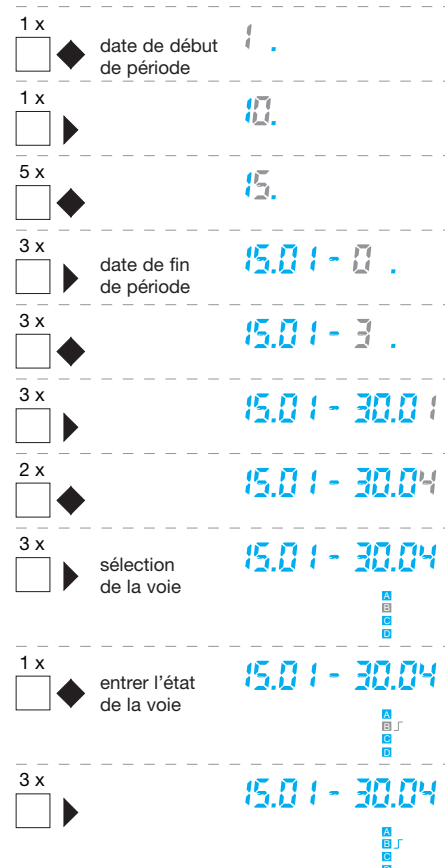 1 x
date de début
de période
1 .
1 x
10.
5 x
15.
3 x
date de fin
de période
15.01 - 0 .
3 x
15.01 - 3 .
3 x
15.01 - 30.01
2 x
15.01 - 30.04
3 x
sélection
de la voie
15.01 - 30.04
A
B
C
D
1 x
entrer l’état
de la voie
15.01 - 30.04
A
B
C
D
3 x
15.01 - 30.04
A
B
C